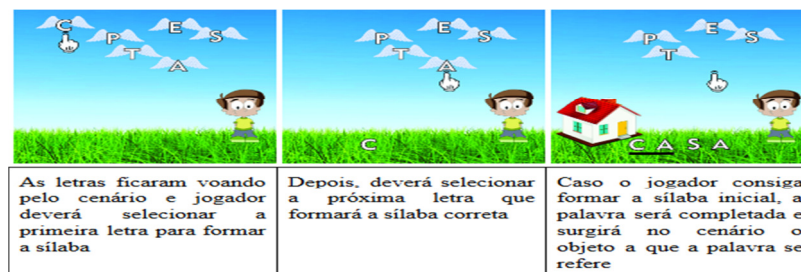 C P E S
T A
P E S
T A
C
P E S
T
C A S A
As letras ficaram voando
pelo cenário e jogador
deverá selecionar a
primeira letra para formar
a sílaba
Depois, deverá selecionar
a próxima letra que
formará a sílaba correta
Caso o jogador consiga
formar a sílaba inicial, a
palavra será completada e
surgirá no cenário o
objeto a que a palavra se
refere